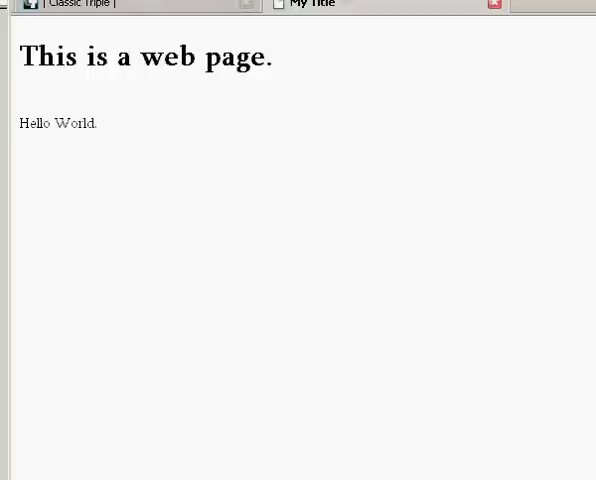 | Classic Triple |
My Title
This is a web page.
Hello World.